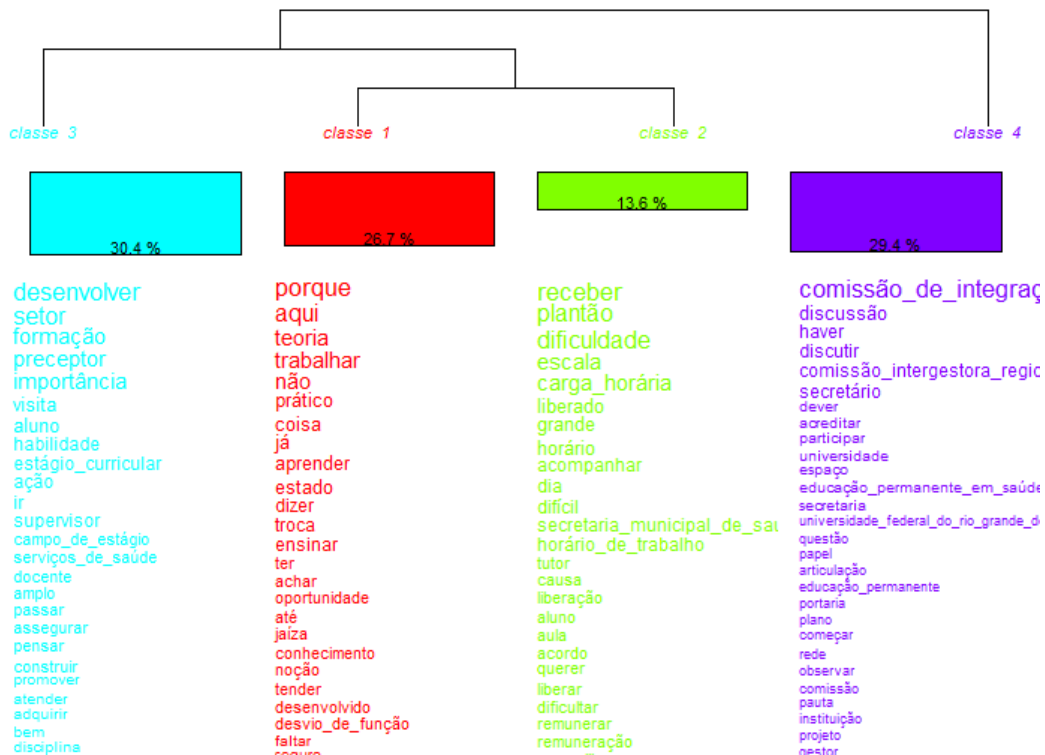 classe 3
classe 1
classe 2
classe 4
30.4 %
26.7 %
13.6 %
29.4 %
desenvolver
setor
formação
preceptor
importância
visita
aluno
habilidade
estágio_curricular
ação
ir
supervisor
campo_de_estágio
serviços_de_saúde
docente
amplo
passar
assegurar
pensar
construir
promover
atender
adquirir
bem
disciplina
porque
aqui
teoria
trabalhar
não
prático
coisa
já
aprender
estado
dizer
troca
ensinar
ter
achar
oportunidade
até
jaíza
conhecimento
noção
tender
desenvolvido
desvio_de_função
faltar
receber
plantão
dificuldade
escala
carga_horária
liberado
grande
horário
acompanhar
dia
difícil
secretaria_municipal_de_sau
horário_de_trabalho
tutor
causa
liberação
aluno
aula
acordo
querer
liberar
dificultar
remunerar
remuneração
comissão_de_integraç
discussão
haver
discutir
comissão_intergestora_regio
secretário
dever
acreditar
participar
universidade
espaço
educação_permanente_em_saúde
secretaria
universidade_federal_do_rio_grande_do
questão
papel
articulação
educação_permanente
portaria
plano
começar
rede
observar
comissão
pauta
instituição
projeto
gestor